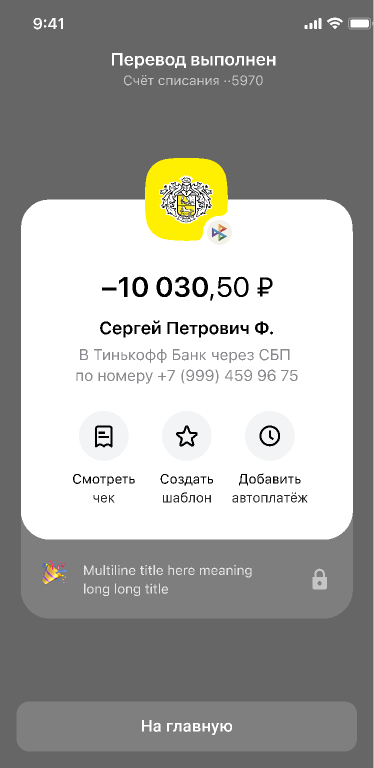 9:41
Перевод выполнен
Счёт списания ··5970
–10 030,50 ₽
Сергей Петрович Ф.
В Тинькофф Банк через СБП
по номеру +7 (999) 459 96 75
Смотреть
чек
Создать
шаблон
Добавить
автоплатёж
Multiline title here meaning
long long title
На главную